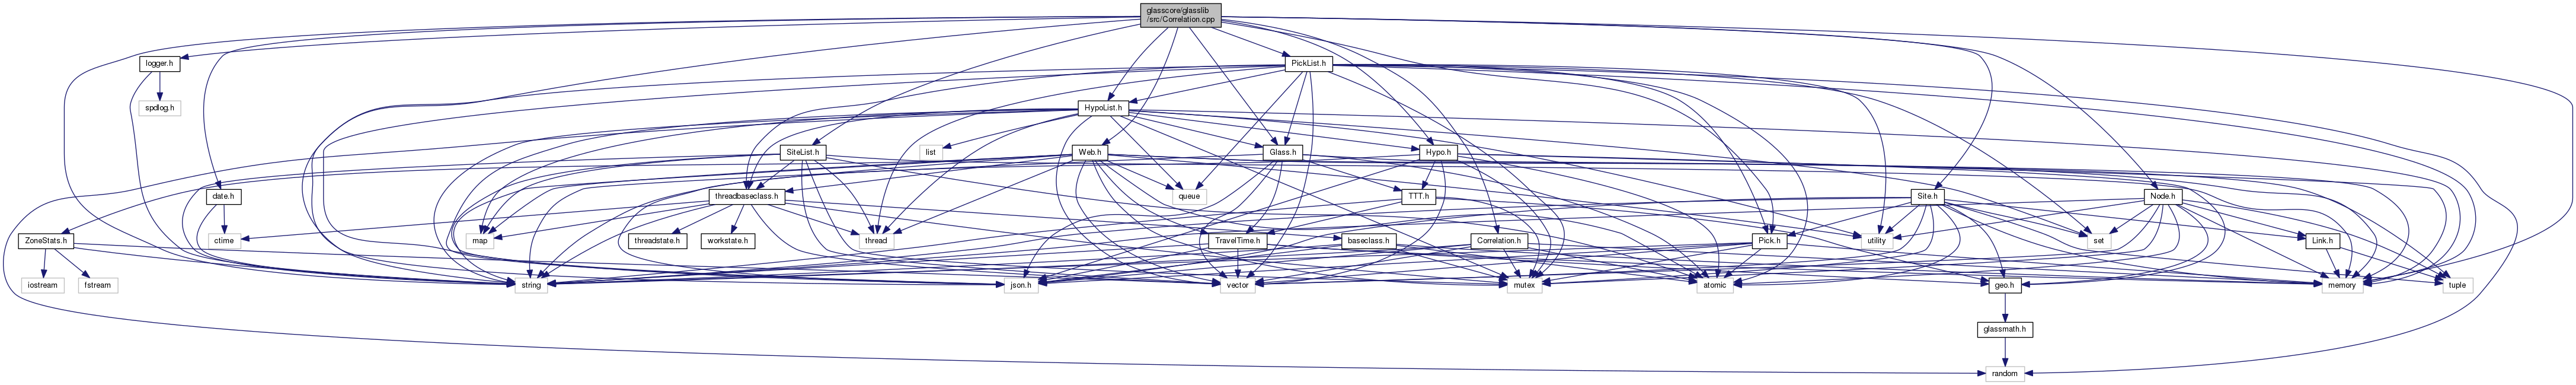 glasscore/glasslib
/src/Correlation.cpp
logger.h
PickList.h
spdlog.h
HypoList.h
SiteList.h
list
Web.h
Glass.h
Hypo.h
date.h
threadbaseclass.h
queue
TTT.h
Site.h
Node.h
ZoneStats.h
ctime
map
threadstate.h
workstate.h
thread
TravelTime.h
baseclass.h
Correlation.h
Pick.h
utility
set
Link.h
iostream
fstream
string
json.h
vector
mutex
atomic
geo.h
memory
tuple
glassmath.h
random